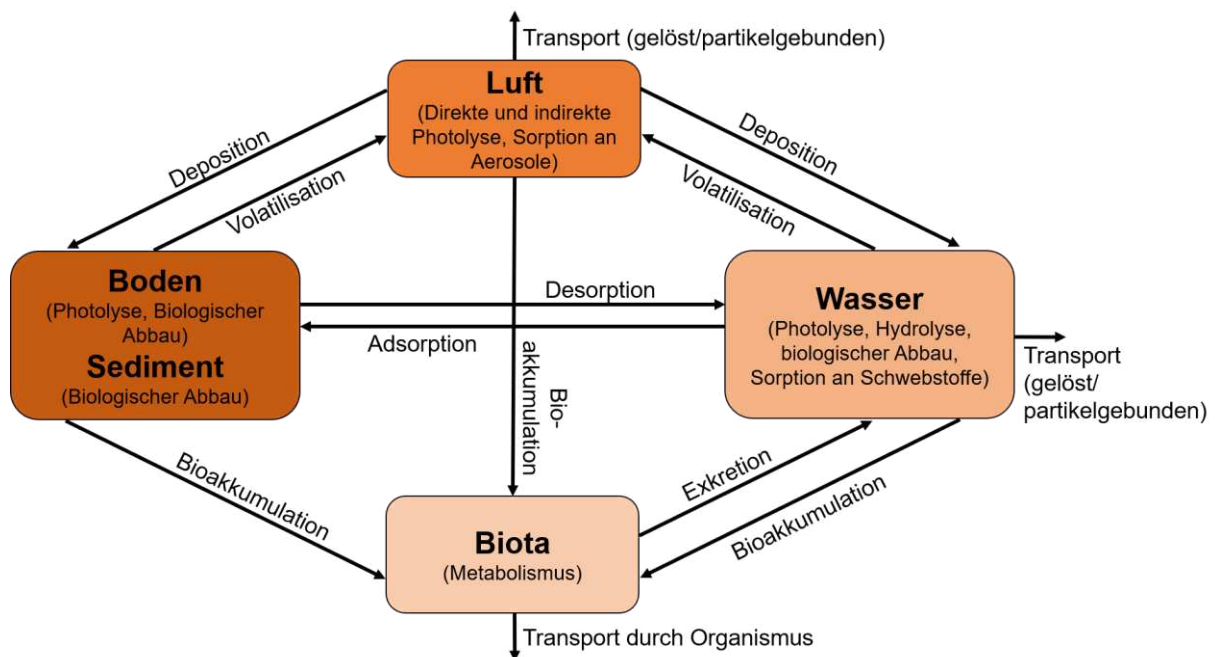 Transport (gelöst/partikelgebunden)
Luft
(Direkte und indirekte
Photolyse, Sorption an
Aerosole)
Deposition
Volatilisation
Deposition
Volatilisation
Boden
(Photolyse, Biologischer
Abbau)
Sediment
(Biologischer Abbau)
Desorption
Adsorption
Bio-
akkumulation
Wasser
(Photolyse, Hydrolyse,
biologischer Abbau,
Sorption an Schwebstoffe)
Transport
(gelöst/
partikelgebunden)
Bioakkumulation
Exkretion
Bioakkumulation
Biota
(Metabolismus)
Transport durch Organismus